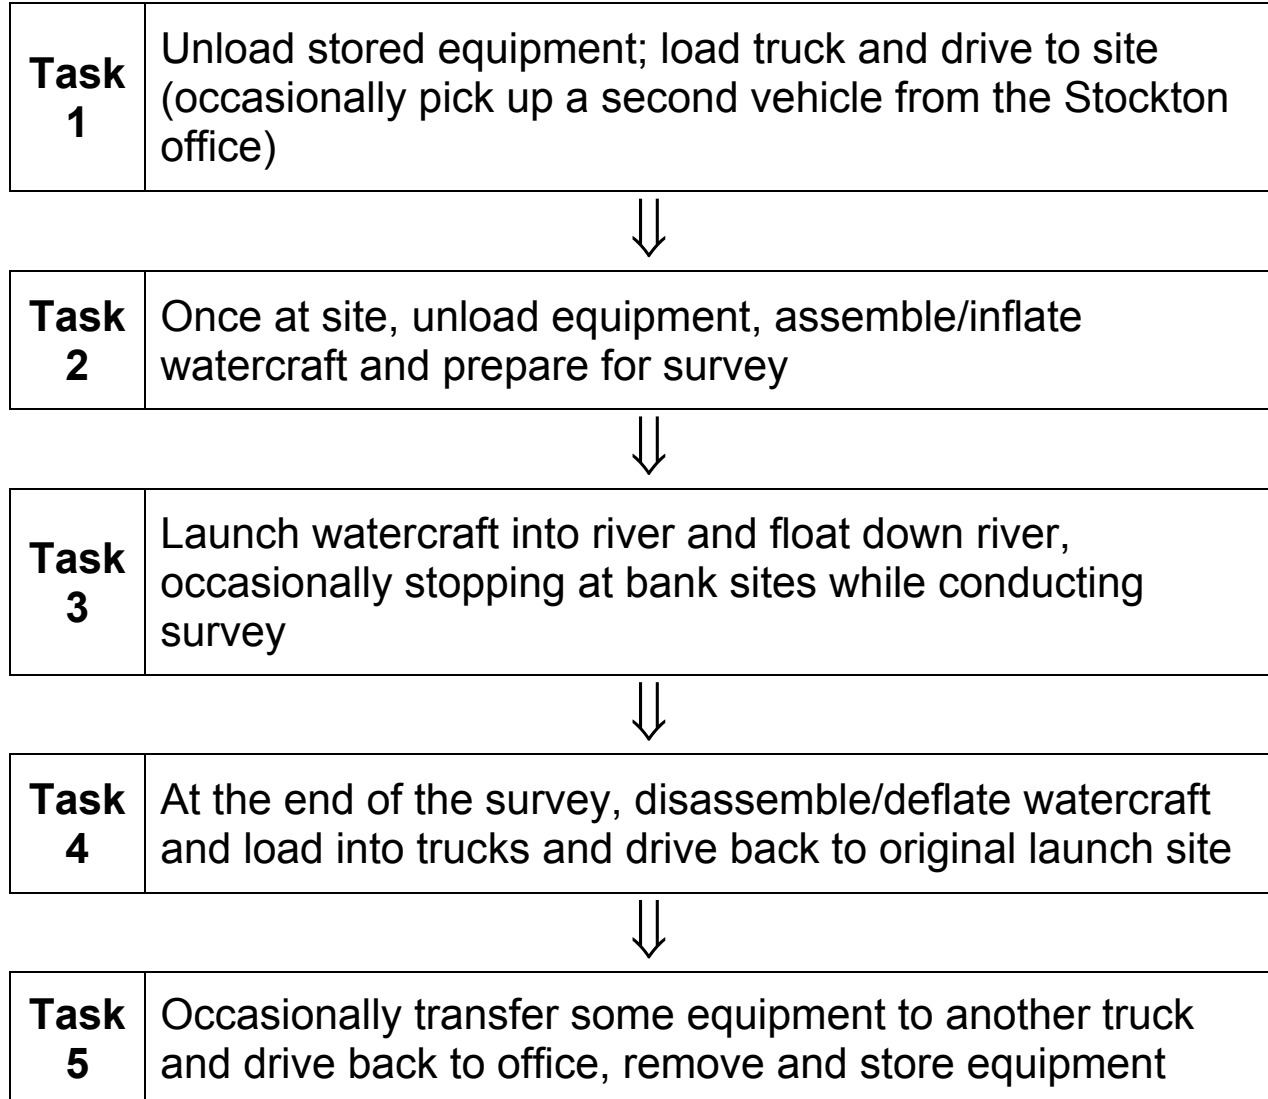 Task
1
Unload stored equipment; load truck and drive to site
(occasionally pick up a second vehicle from the Stockton
office)
Task
2
Once at site, unload equipment, assemble/inflate
watercraft and prepare for survey
Task
3
Launch watercraft into river and float down river,
occasionally stopping at bank sites while conducting
survey
Task
4
At the end of the survey, disassemble/deflate watercraft
and load into trucks and drive back to original launch site
Task
5
Occasionally transfer some equipment to another truck
and drive back to office, remove and store equipment